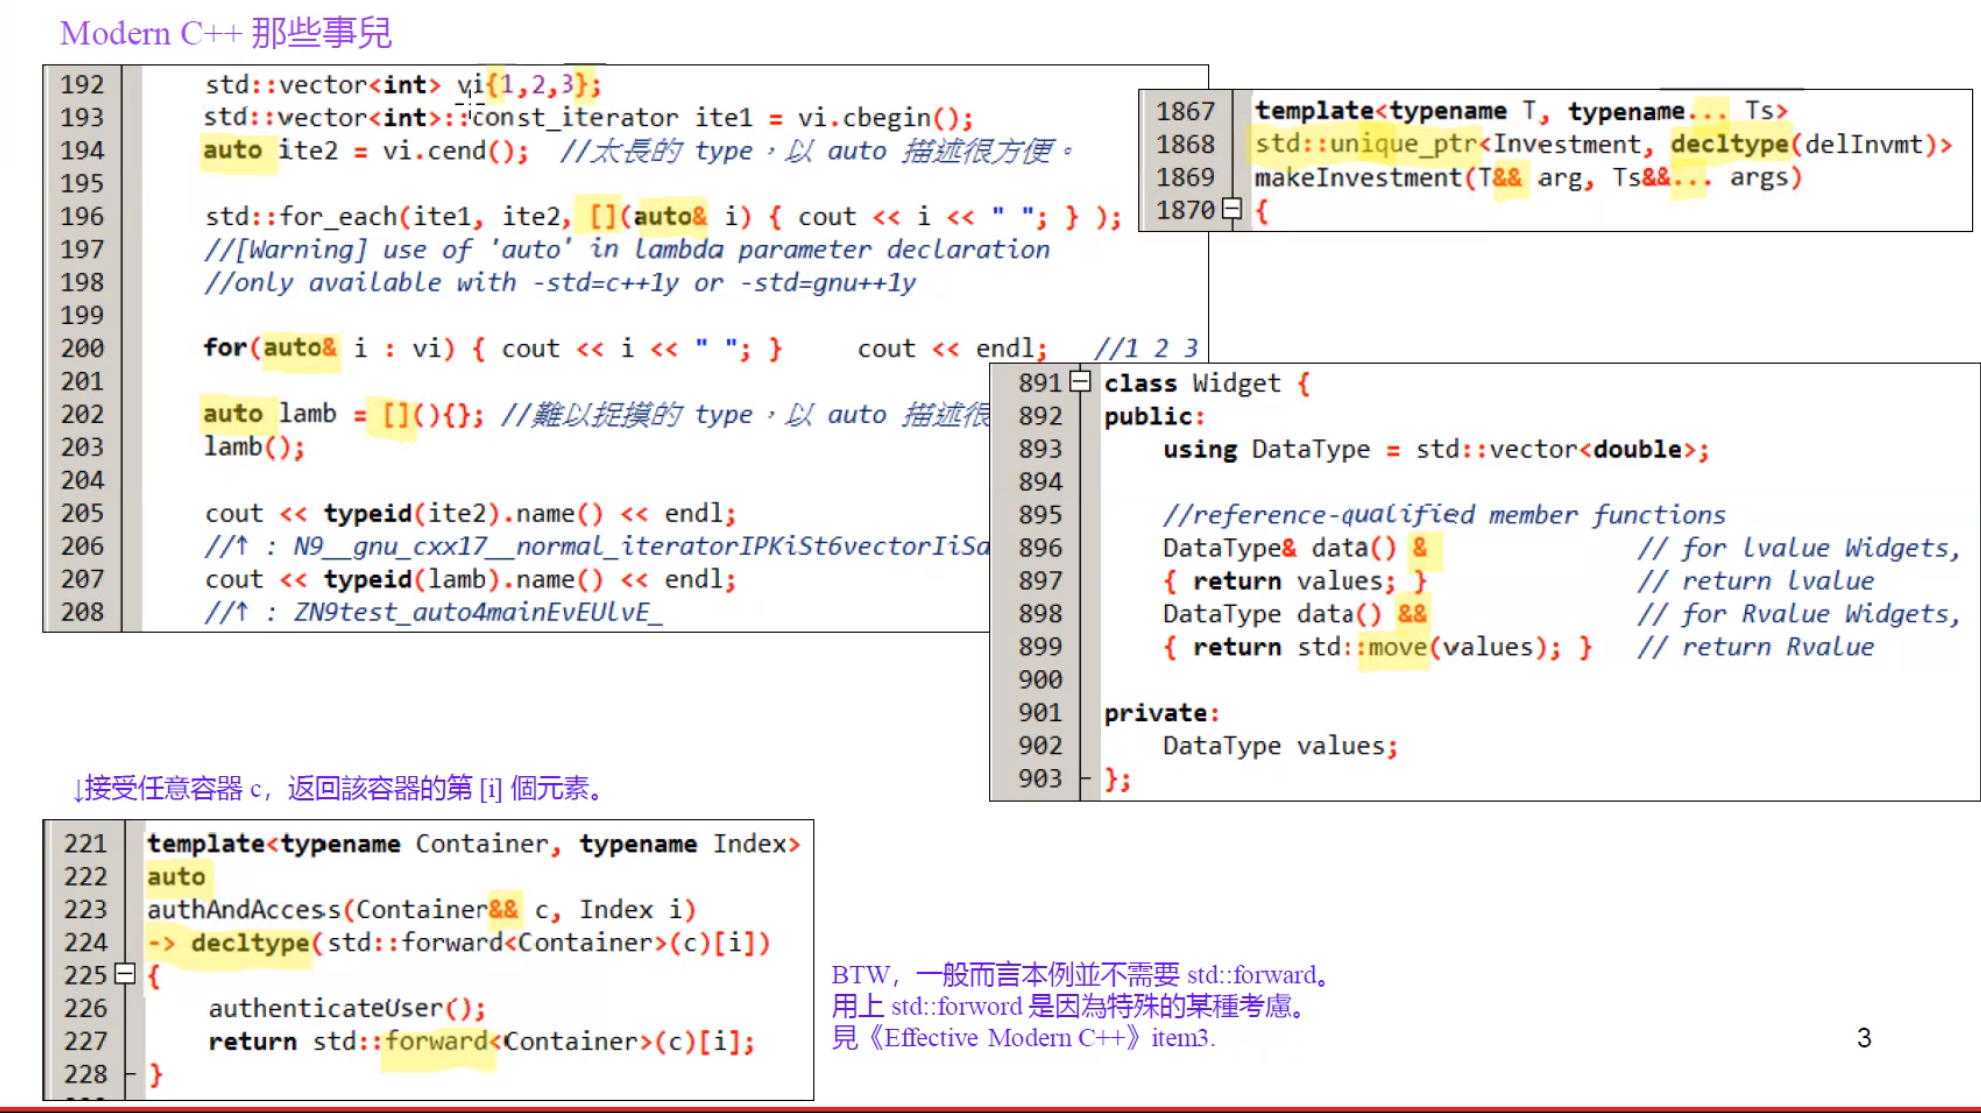 Modern C++ 那些事兒
192 std::vector<int> vi{1,2,3};
193 std::vector<int>::const_iterator ite1 = vi.cbegin();
194 auto ite2 = vi.cend(); //太長的 type，以 auto 描述很方便。
195
196 std::for_each(ite1, ite2, [](auto& i) { cout << i << " "; } );
197 //[Warning] use of 'auto' in lambda parameter declaration
198 //only available with -std=c++1y or -std=gnu++1y
199
200 for(auto& i : vi) { cout << i << " "; } cout << endl; //1 2 3
201
202 auto lamb = [](){}; //難以捉摸的 type，以 auto 描述很
203 lamb();
204
205 cout << typeid(ite2).name() << endl;
206 //↑ : N9__gnu_cxx17__normal_iteratorIPKiSt6vectorIiSa
207 cout << typeid(lamb).name() << endl;
208 //↑ : ZN9test_auto4mainEvEUlvE_
1867 template<typename T, typename... Ts>
1868 std::unique_ptr<Investment, decltype(delInvmt)>
1869 makeInvestment(T&& arg, Ts&&... args)
1870 {
891 class Widget {
892 public:
893 using DataType = std::vector<double>;
894
895 //reference-qualified member functions
896 DataType& data() & // for lvalue Widgets,
897 { return values; } // return lvalue
898 DataType data() && // for Rvalue Widgets,
899 { return std::move(values); } // return Rvalue
900
901 private:
902 DataType values;
903 };
↓接受任意容器 c，返回該容器的第 [i] 個元素。
221 template<typename Container, typename Index>
222 auto
223 authAndAccess(Container&& c, Index i)
224 -> decltype(std::forward<Container>(c)[i])
225 {
226 authenticateUser();
227 return std::forward<Container>(c)[i];
228 }
BTW，一般而言本例並不需要 std::forward。
用上 std::forword 是因為特殊的某種考慮。
見《Effective Modern C++》item3.
3